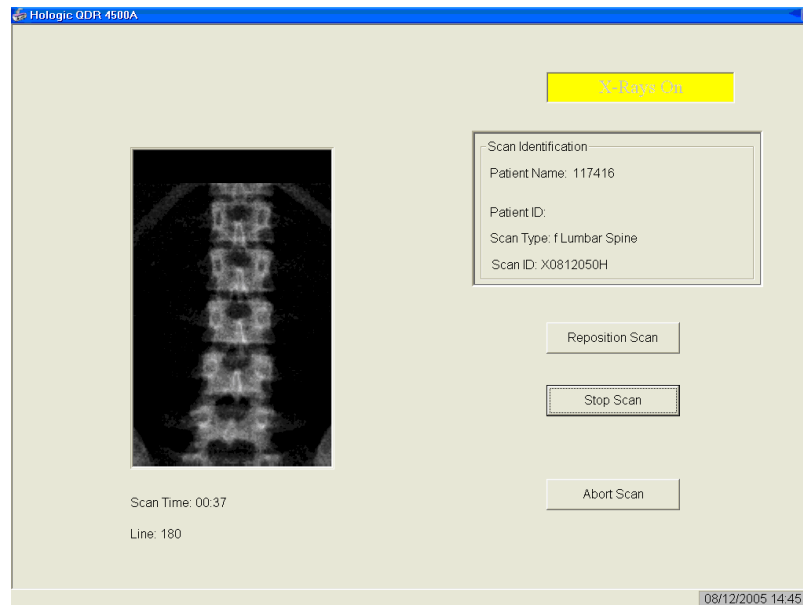 Hologic QDR 4500A
X-Rays On
Scan Identification
Patient Name: 117416
Patient ID:
Scan Type: f Lumbar Spine
Scan ID: X0812050H
Reposition Scan
Stop Scan
Abort Scan
Scan Time: 00:37
Line: 180
08/12/2005 14:45